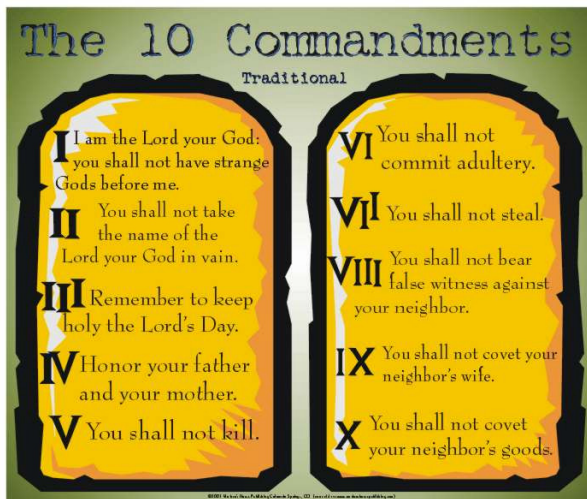 The 10 Commandments
Traditional
I I am the Lord your God:
you shall not have strange
Gods before me.
II You shall not take
the name of the
Lord your God in vain.
III Remember to keep
holy the Lord's Day.
IV Honor your father
and your mother.
V You shall not kill.
VI You shall not
commit adultery.
VII You shall not steal.
VIII You shall not bear
false witness against
your neighbor.
IX You shall not covet your
neighbor's wife.
X You shall not covet
your neighbor's goods.